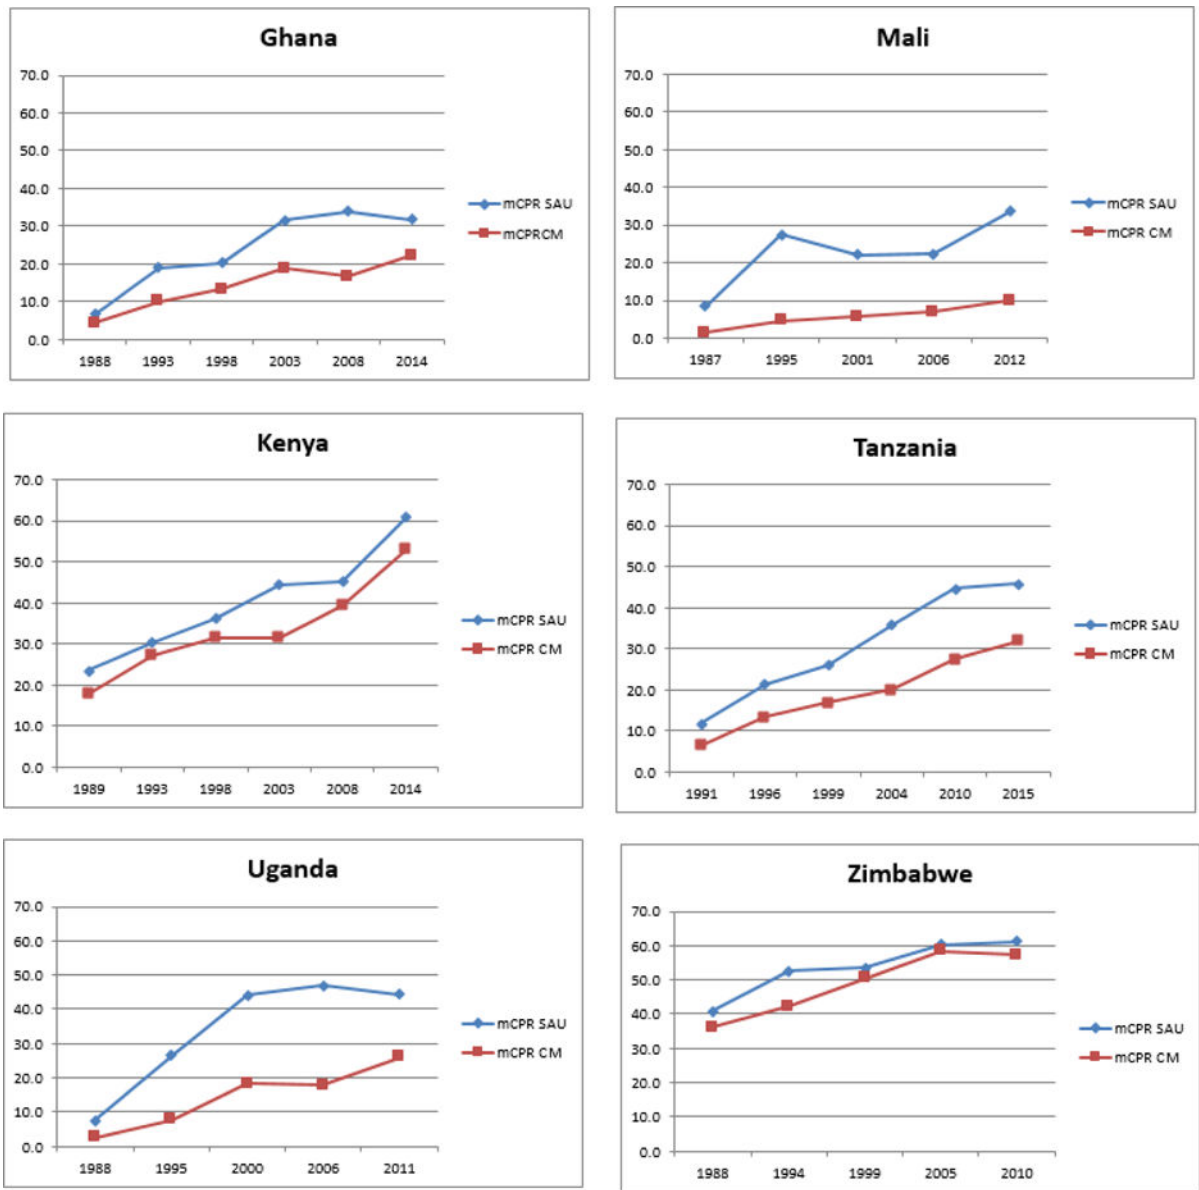 Ghana
70.0
60.0
50.0
40.0
30.0
20.0
10.0
0.0
1988 1993 1998 2003 2008 2014
mCPR SAU
mCPRCM
Mali
70.0
60.0
50.0
40.0
30.0
20.0
10.0
0.0
1987 1995 2001 2006 2012
mCPR SAU
mCPR CM
Kenya
70.0
60.0
50.0
40.0
30.0
20.0
10.0
0.0
1989 1993 1998 2003 2008 2014
mCPR SAU
mCPR CM
Tanzania
70.0
60.0
50.0
40.0
30.0
20.0
10.0
0.0
1991 1996 1999 2004 2010 2015
mCPR SAU
mCPR CM
Uganda
70.0
60.0
50.0
40.0
30.0
20.0
10.0
0.0
1988 1995 2000 2006 2011
mCPR SAU
mCPR CM
Zimbabwe
70.0
60.0
50.0
40.0
30.0
20.0
10.0
0.0
1988 1994 1999 2005 2010
mCPR SAU
mCPR CM